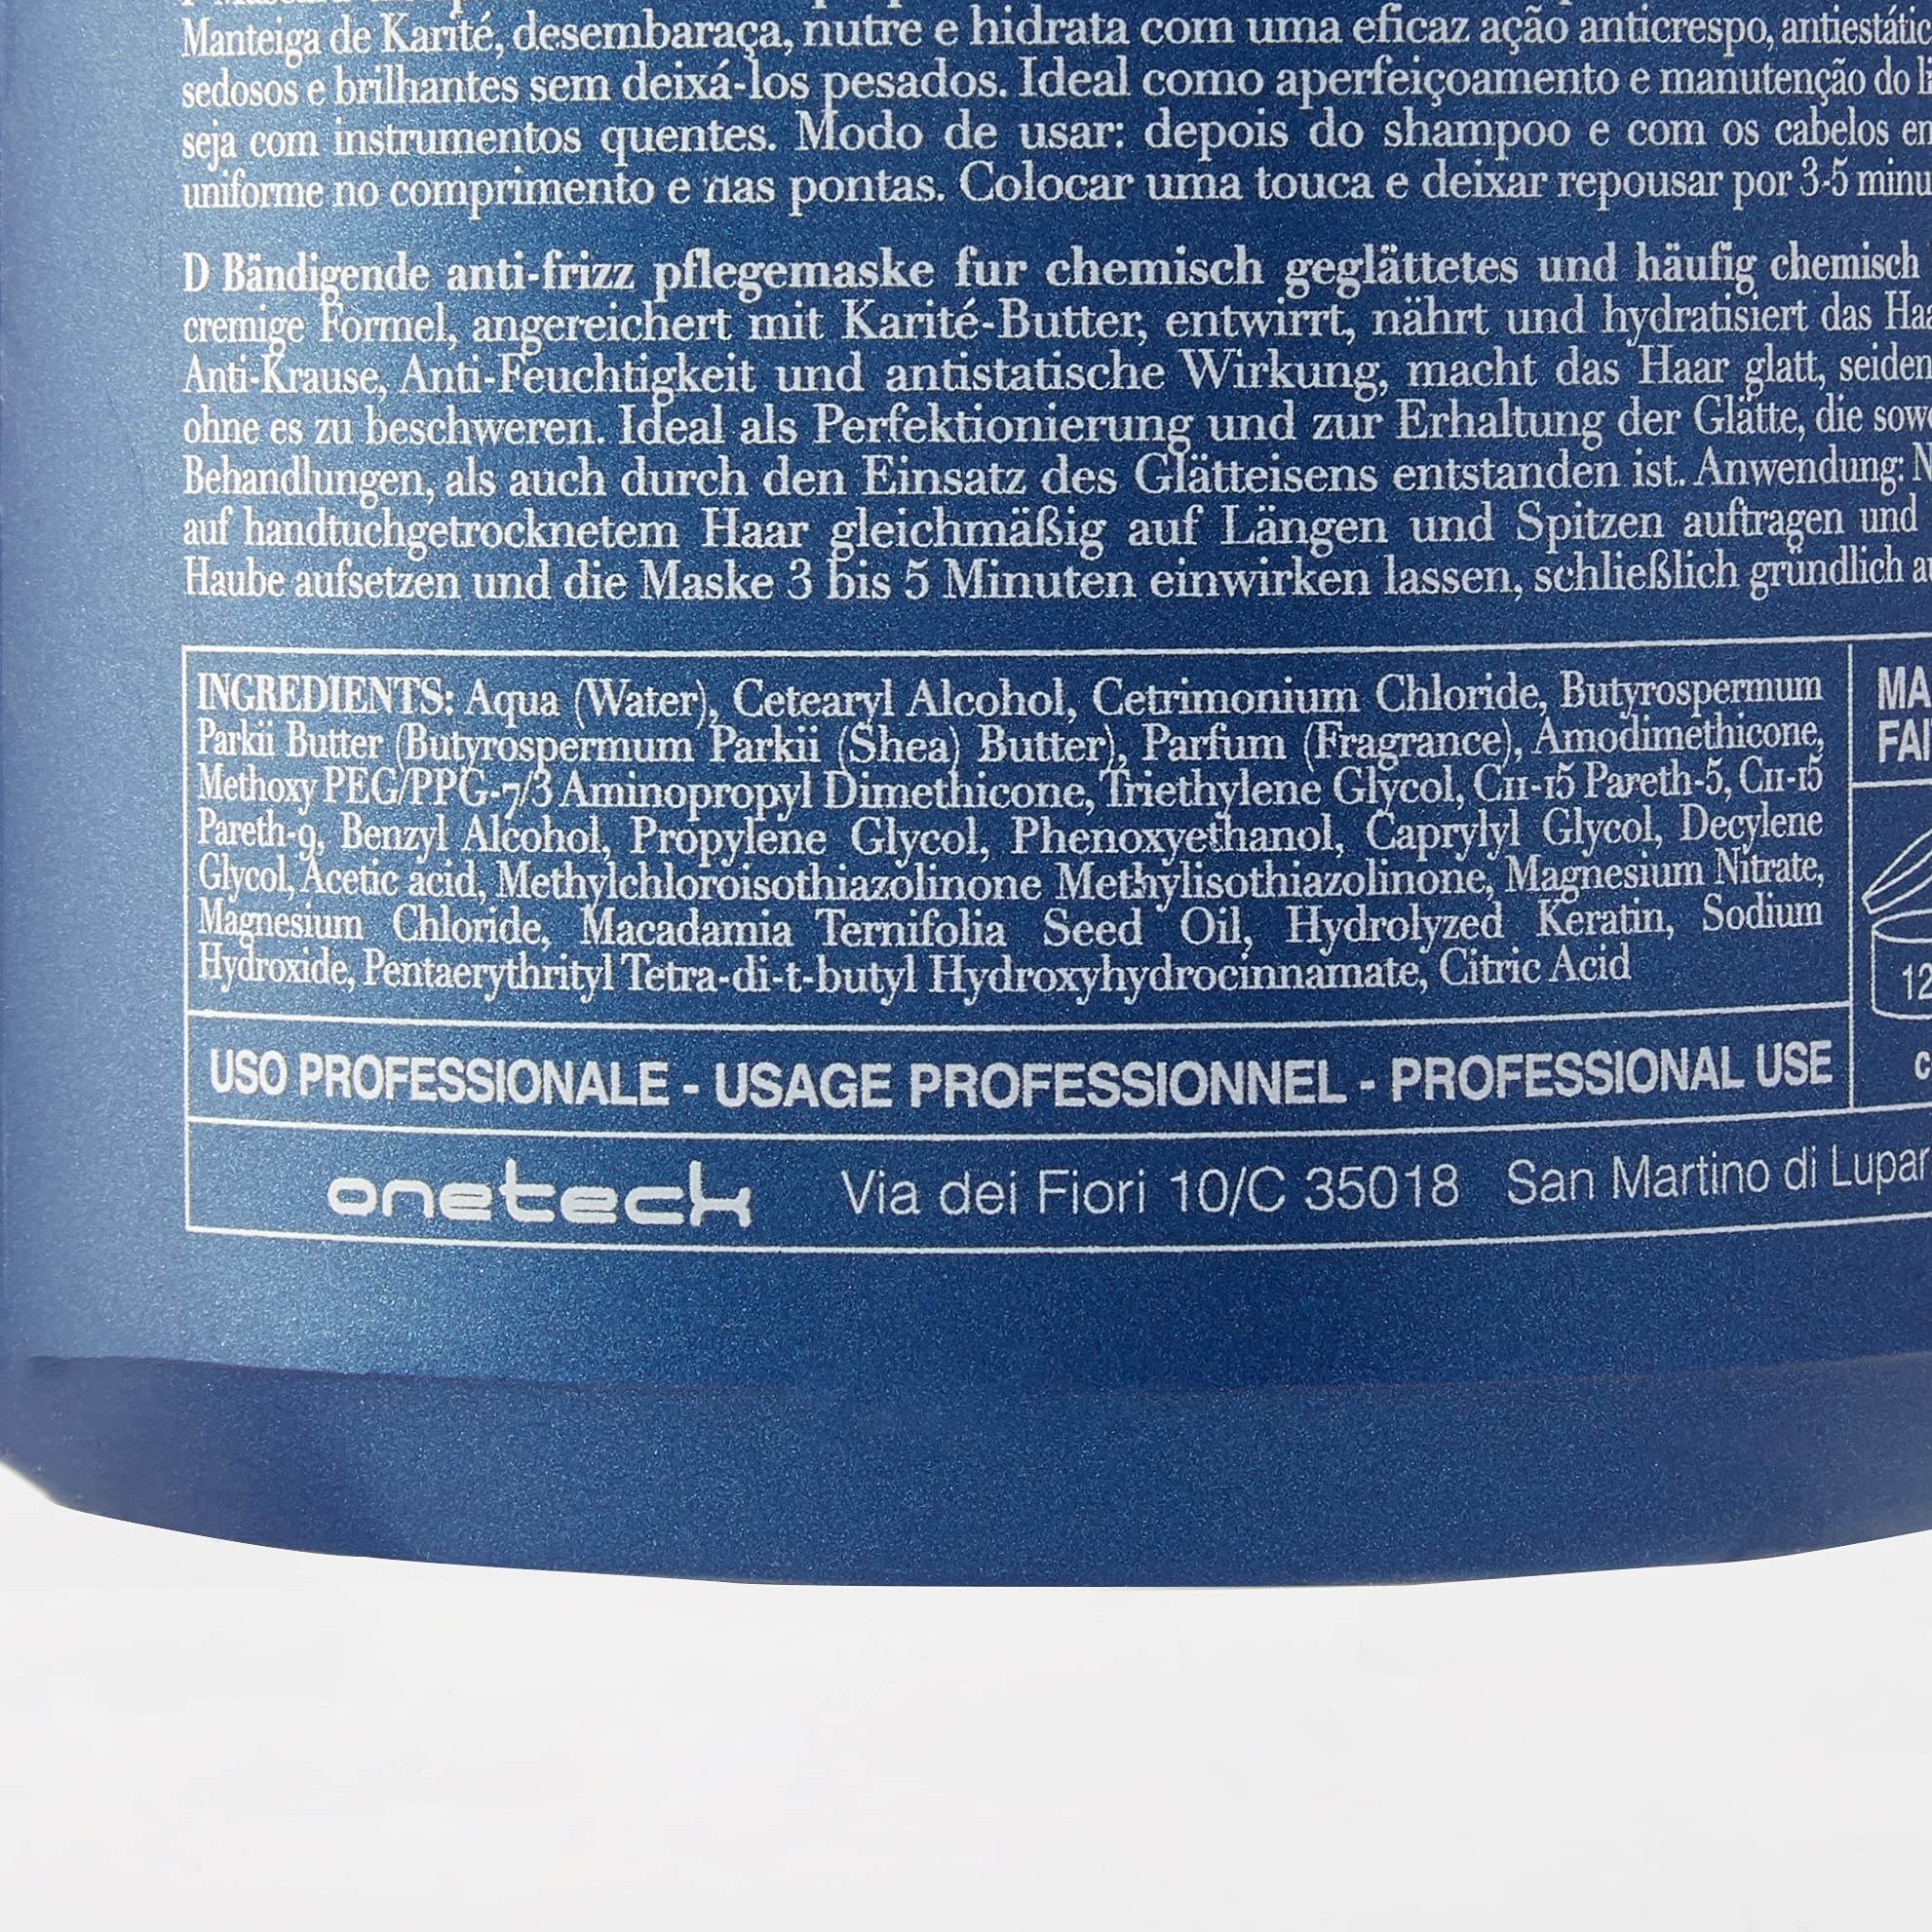 Manteiga de Karité, desembaraça, nutre e hidrata com uma eficaz ação anticrespo,
sedosos e brilhantes sem deixá-los pesados. Ideal como aperfeiçoamento e manutenção do
seja com instrumentos quentes. Modo de usar: depois do shampoo e com os cabelos
uniforme no comprimento e nas pontas. Colocar uma touca e deixar repousar por 3-5
D Bändigende anti-frizz pflegemaske fur chemisch geglättetes und häufig chemisch
cremige Formel, angereichert mit Karité-Butter, entwirrt, nährt und hydratisiert das
Anti-Krause, Anti-Feuchtigkeit und antistatische Wirkung, macht das Haar glatt,
ohne es zu beschweren. Ideal als Perfektionierung und zur Erhaltung der Glätte, die
Behandlungen, als auch durch den Einsatz des Glätteisens entstanden ist. Anwendung:
auf handtuchgetrocknetem Haar gleichmäßig auf Längen und Spitzen auftragen und
Haube aufsetzen und die Maske 3 bis 5 Minuten einwirken lassen, schließlich gründlich
INGREDIENTS: Aqua (Water), Cetearyl Alcohol, Cetrimonium Chloride, Butyrospermum
Parkii Butter (Butyrospermum Parkii (Shea) Butter), Parfum (Fragrance), Amodimethicone,
Methoxy PEG/PPG-7/3 Aminopropyl Dimethicone, Triethylene Glycol, C11-15 Pareth-5, C11-15
Pareth-9, Benzyl Alcohol, Propylene Glycol, Phenoxyethanol, Caprylyl Glycol, Decylene
Glycol, Acetic acid, Methylchloroisothiazolinone Methylisothiazolinone, Magnesium Nitrate,
Magnesium Chloride, Macadamia Ternifolia Seed Oil, Hydrolyzed Keratin, Sodium
Hydroxide, Pentaerythrityl Tetra-di-t-butyl Hydroxyhydrocinnamate, Citric Acid
USO PROFESSIONALE - USAGE PROFESSIONNEL - PROFESSIONAL USE
oneteck Via dei Fiori 10/C 35018 San Martino di